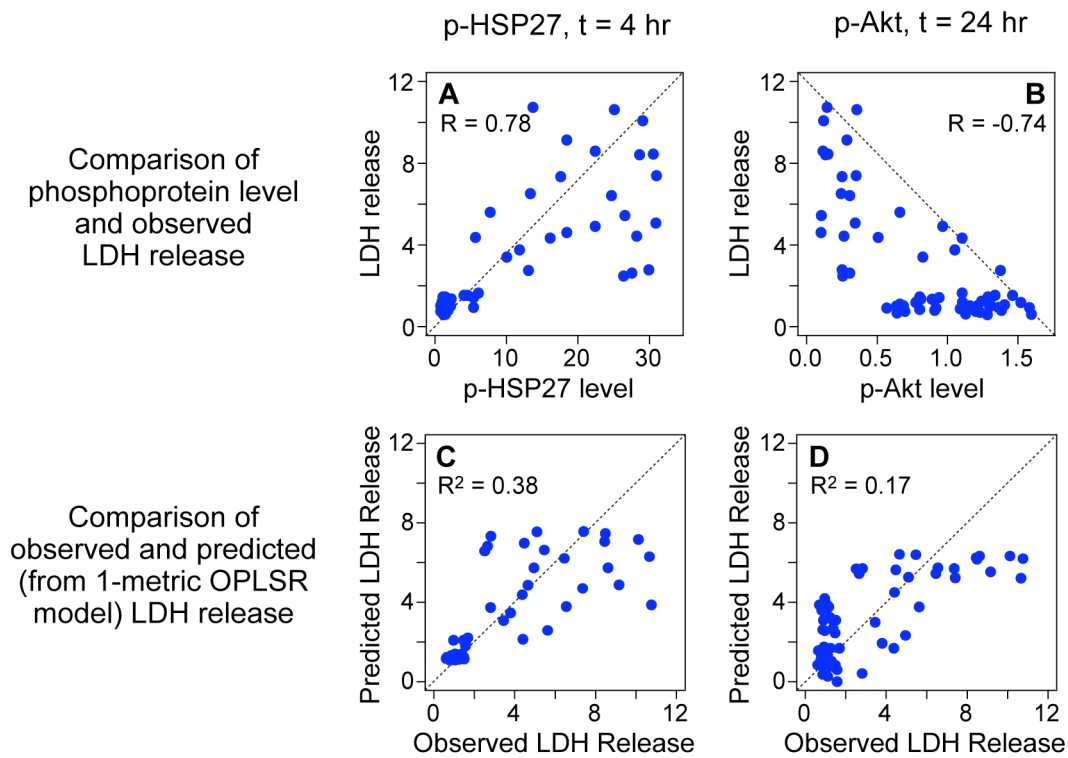 p-HSP27, t = 4 hr
p-Akt, t = 24 hr
Comparison of
phosphoprotein level
and observed
LDH release
A
R = 0.78
LDH release
12
8
4
0
0 10 20 30
p-HSP27 level
B
R = -0.74
LDH release
12
8
4
0
0.0 0.5 1.0 1.5
p-Akt level
Comparison of
observed and predicted
(from 1-metric OPLSR
model) LDH release
C
R² = 0.38
Predicted LDH Release
12
8
4
0
0 4 8 12
Observed LDH Release
D
R² = 0.17
Predicted LDH Release
12
8
4
0
0 4 8 12
Observed LDH Release